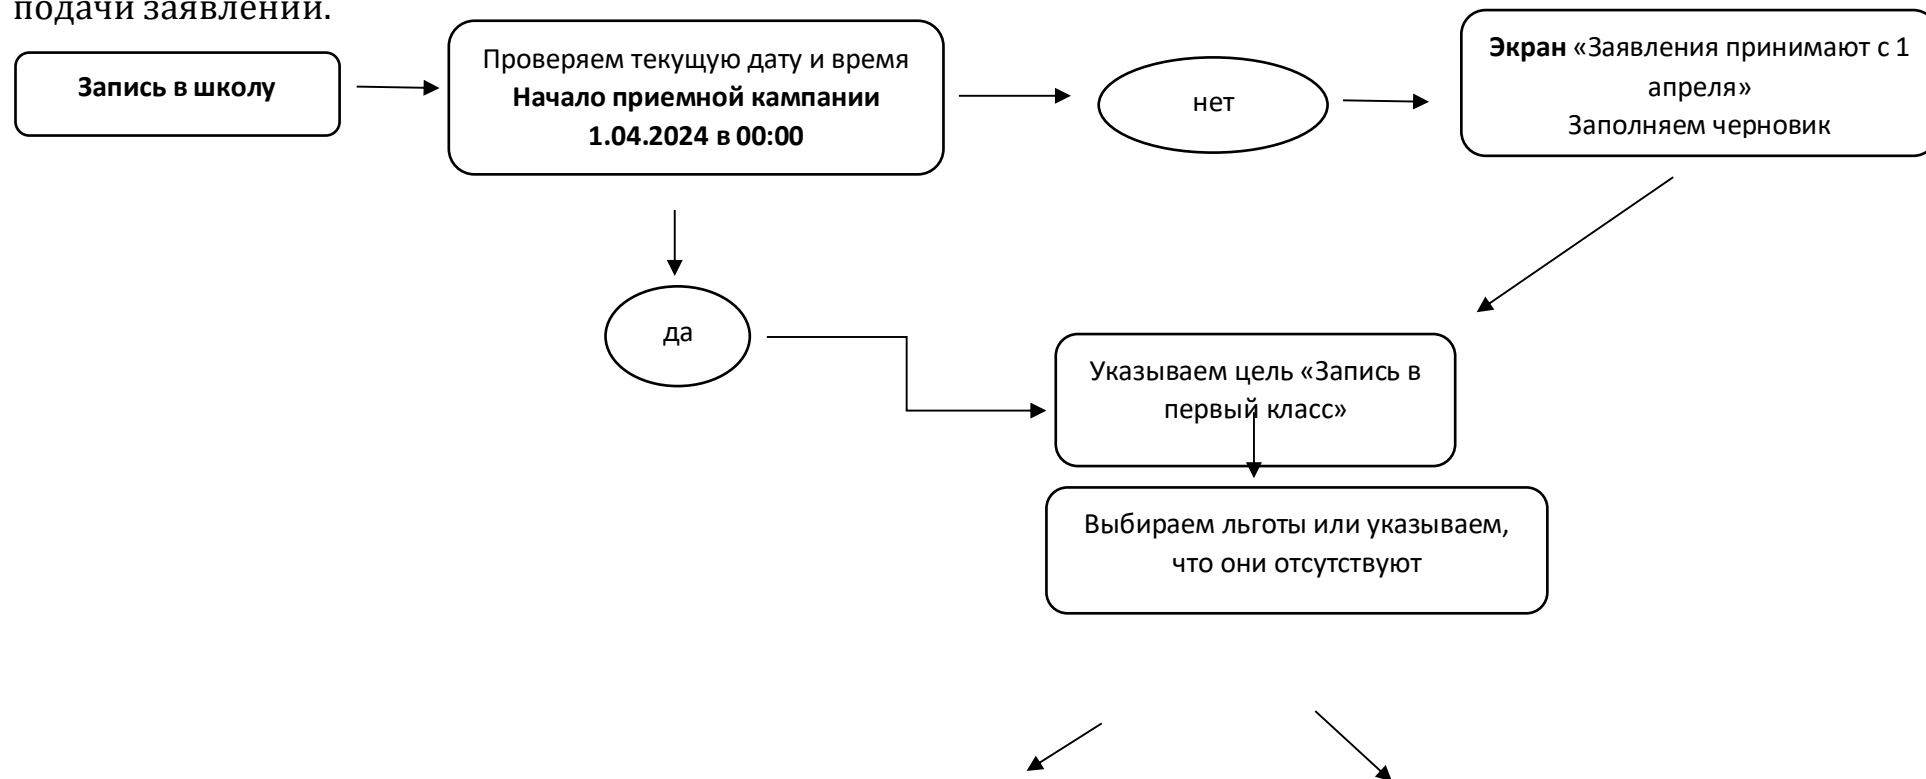 подачи заявлений.
Запись в школу
Проверяем текущую дату и время
Начало приемной кампании
1.04.2024 в 00:00
нет
Экран «Заявления принимают с 1
апреля»
Заполняем черновик
да
Указываем цель «Запись в
первый класс»
Выбираем льготы или указываем,
что они отсутствуют